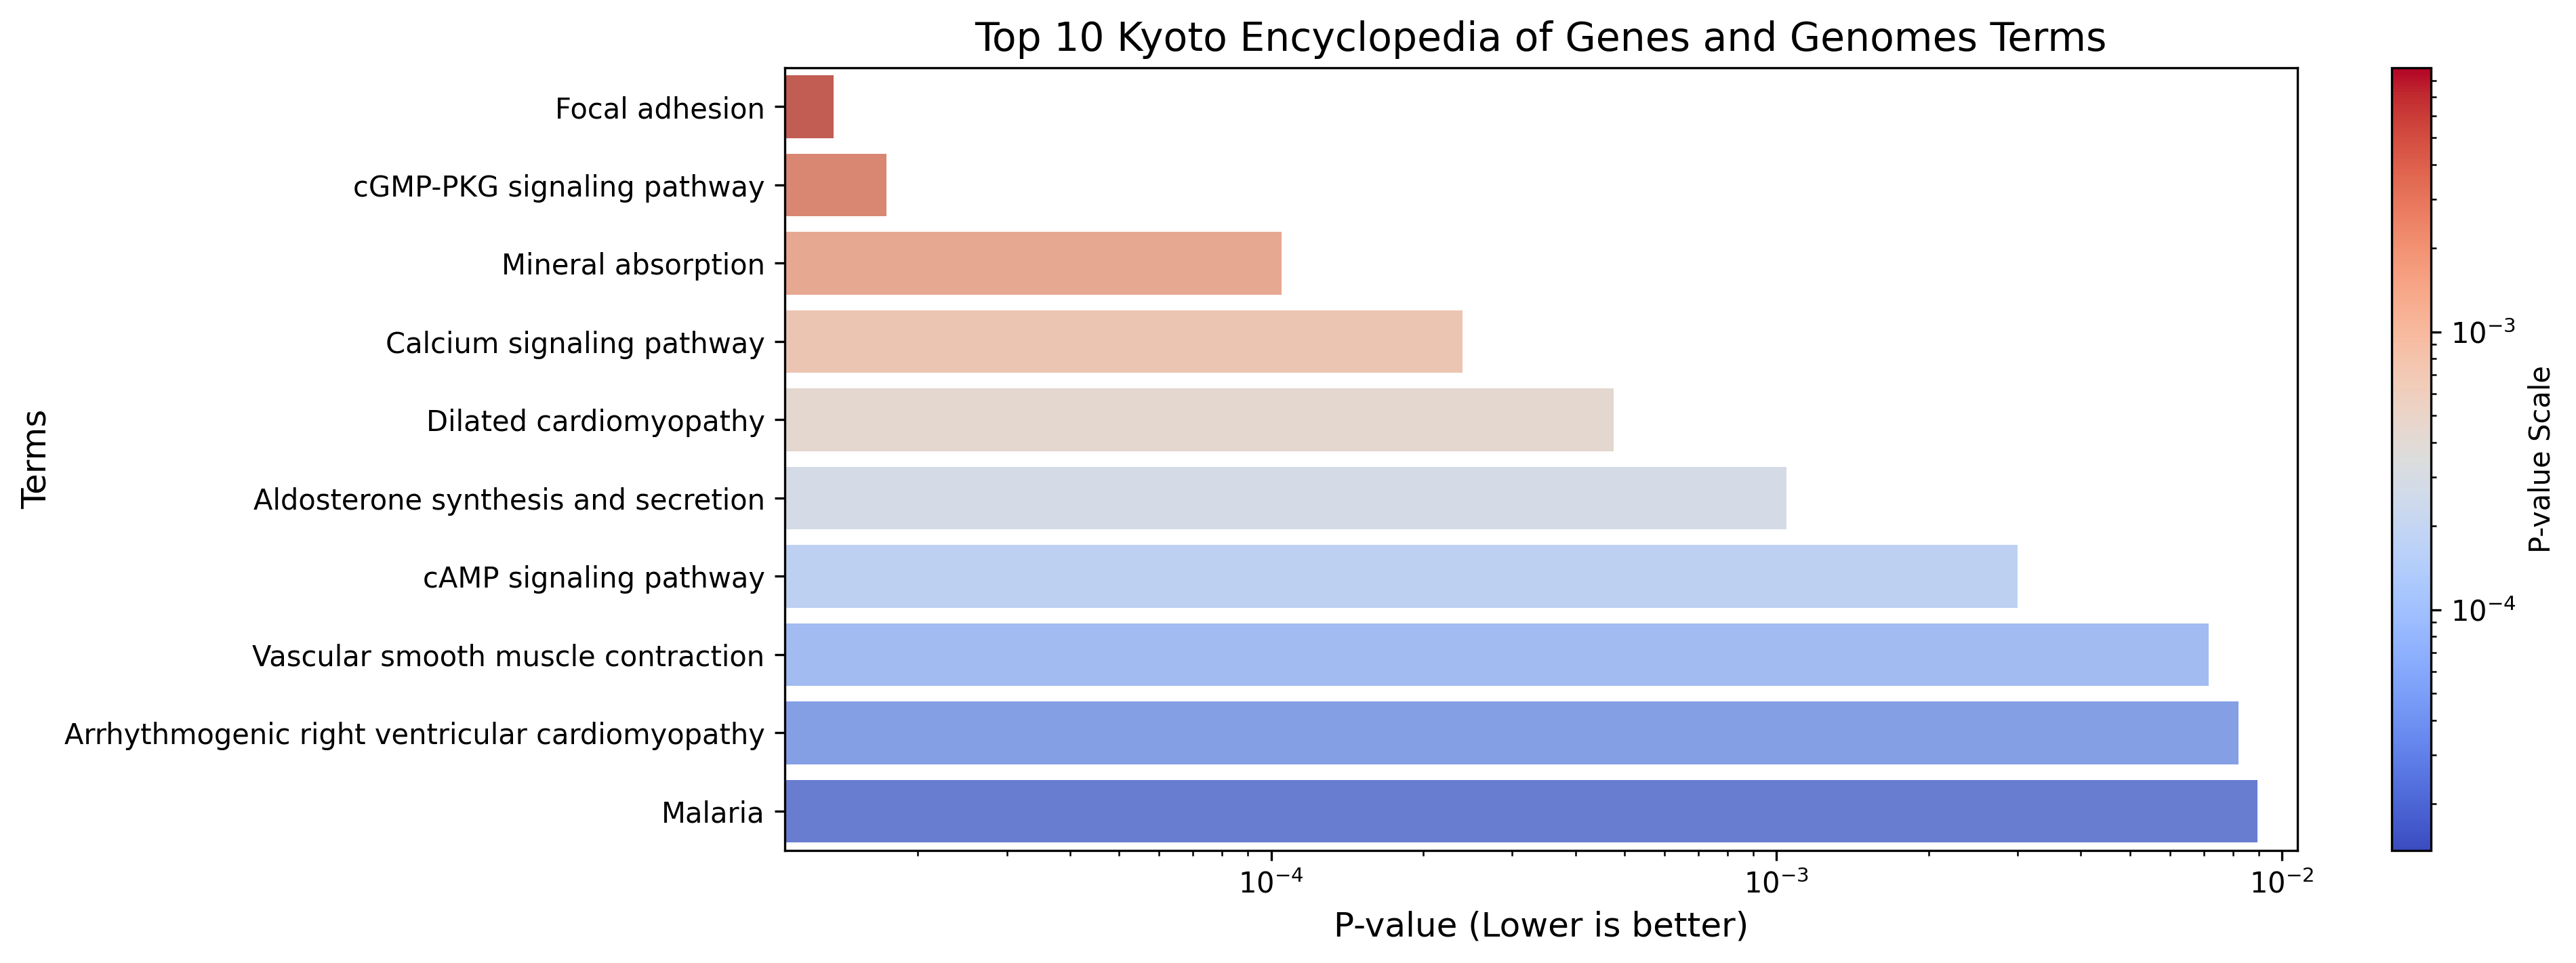 Top 10 Kyoto Encyclopedia of Genes and Genomes Terms
Terms
Focal adhesion
cGMP-PKG signaling pathway
Mineral absorption
Calcium signaling pathway
Dilated cardiomyopathy
Aldosterone synthesis and secretion
cAMP signaling pathway
Vascular smooth muscle contraction
Arrhythmogenic right ventricular cardiomyopathy
Malaria
10⁻⁴ 10⁻³ 10⁻²
P-value (Lower is better)
10⁻³
10⁻⁴
P-value Scale